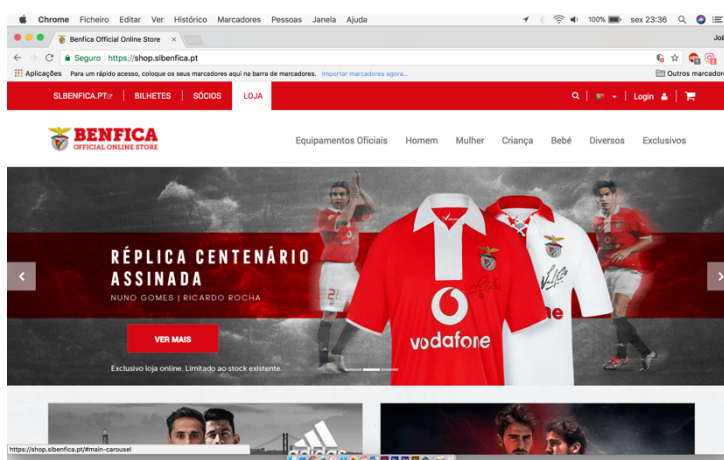 Chrome Ficheiro Editar Ver Histórico Marcadores Pessoas Janela Ajuda 100% sex 23:36
Benfica Official Online Store Joã
Seguro https://shop.slbenfica.pt
Aplicações Para um rápido acesso, coloque os seus marcadores aqui na barra de marcadores. Importar marcadores agora... Outros marcador
SLBENFICA.PT BILHETES SÓCIOS LOJA Login
BENFICA
OFFICIAL ONLINE STORE
Equipamentos Oficiais Homem Mulher Criança Bebé Diversos Exclusivos
RÉPLICA CENTENÁRIO
ASSINADA
NUNO GOMES | RICARDO ROCHA
VER MAIS
Exclusivo loja online. Limitado ao stock existente.
vodafone
ne
21
adidas
https://shop.slbenfica.pt/#main-carousel